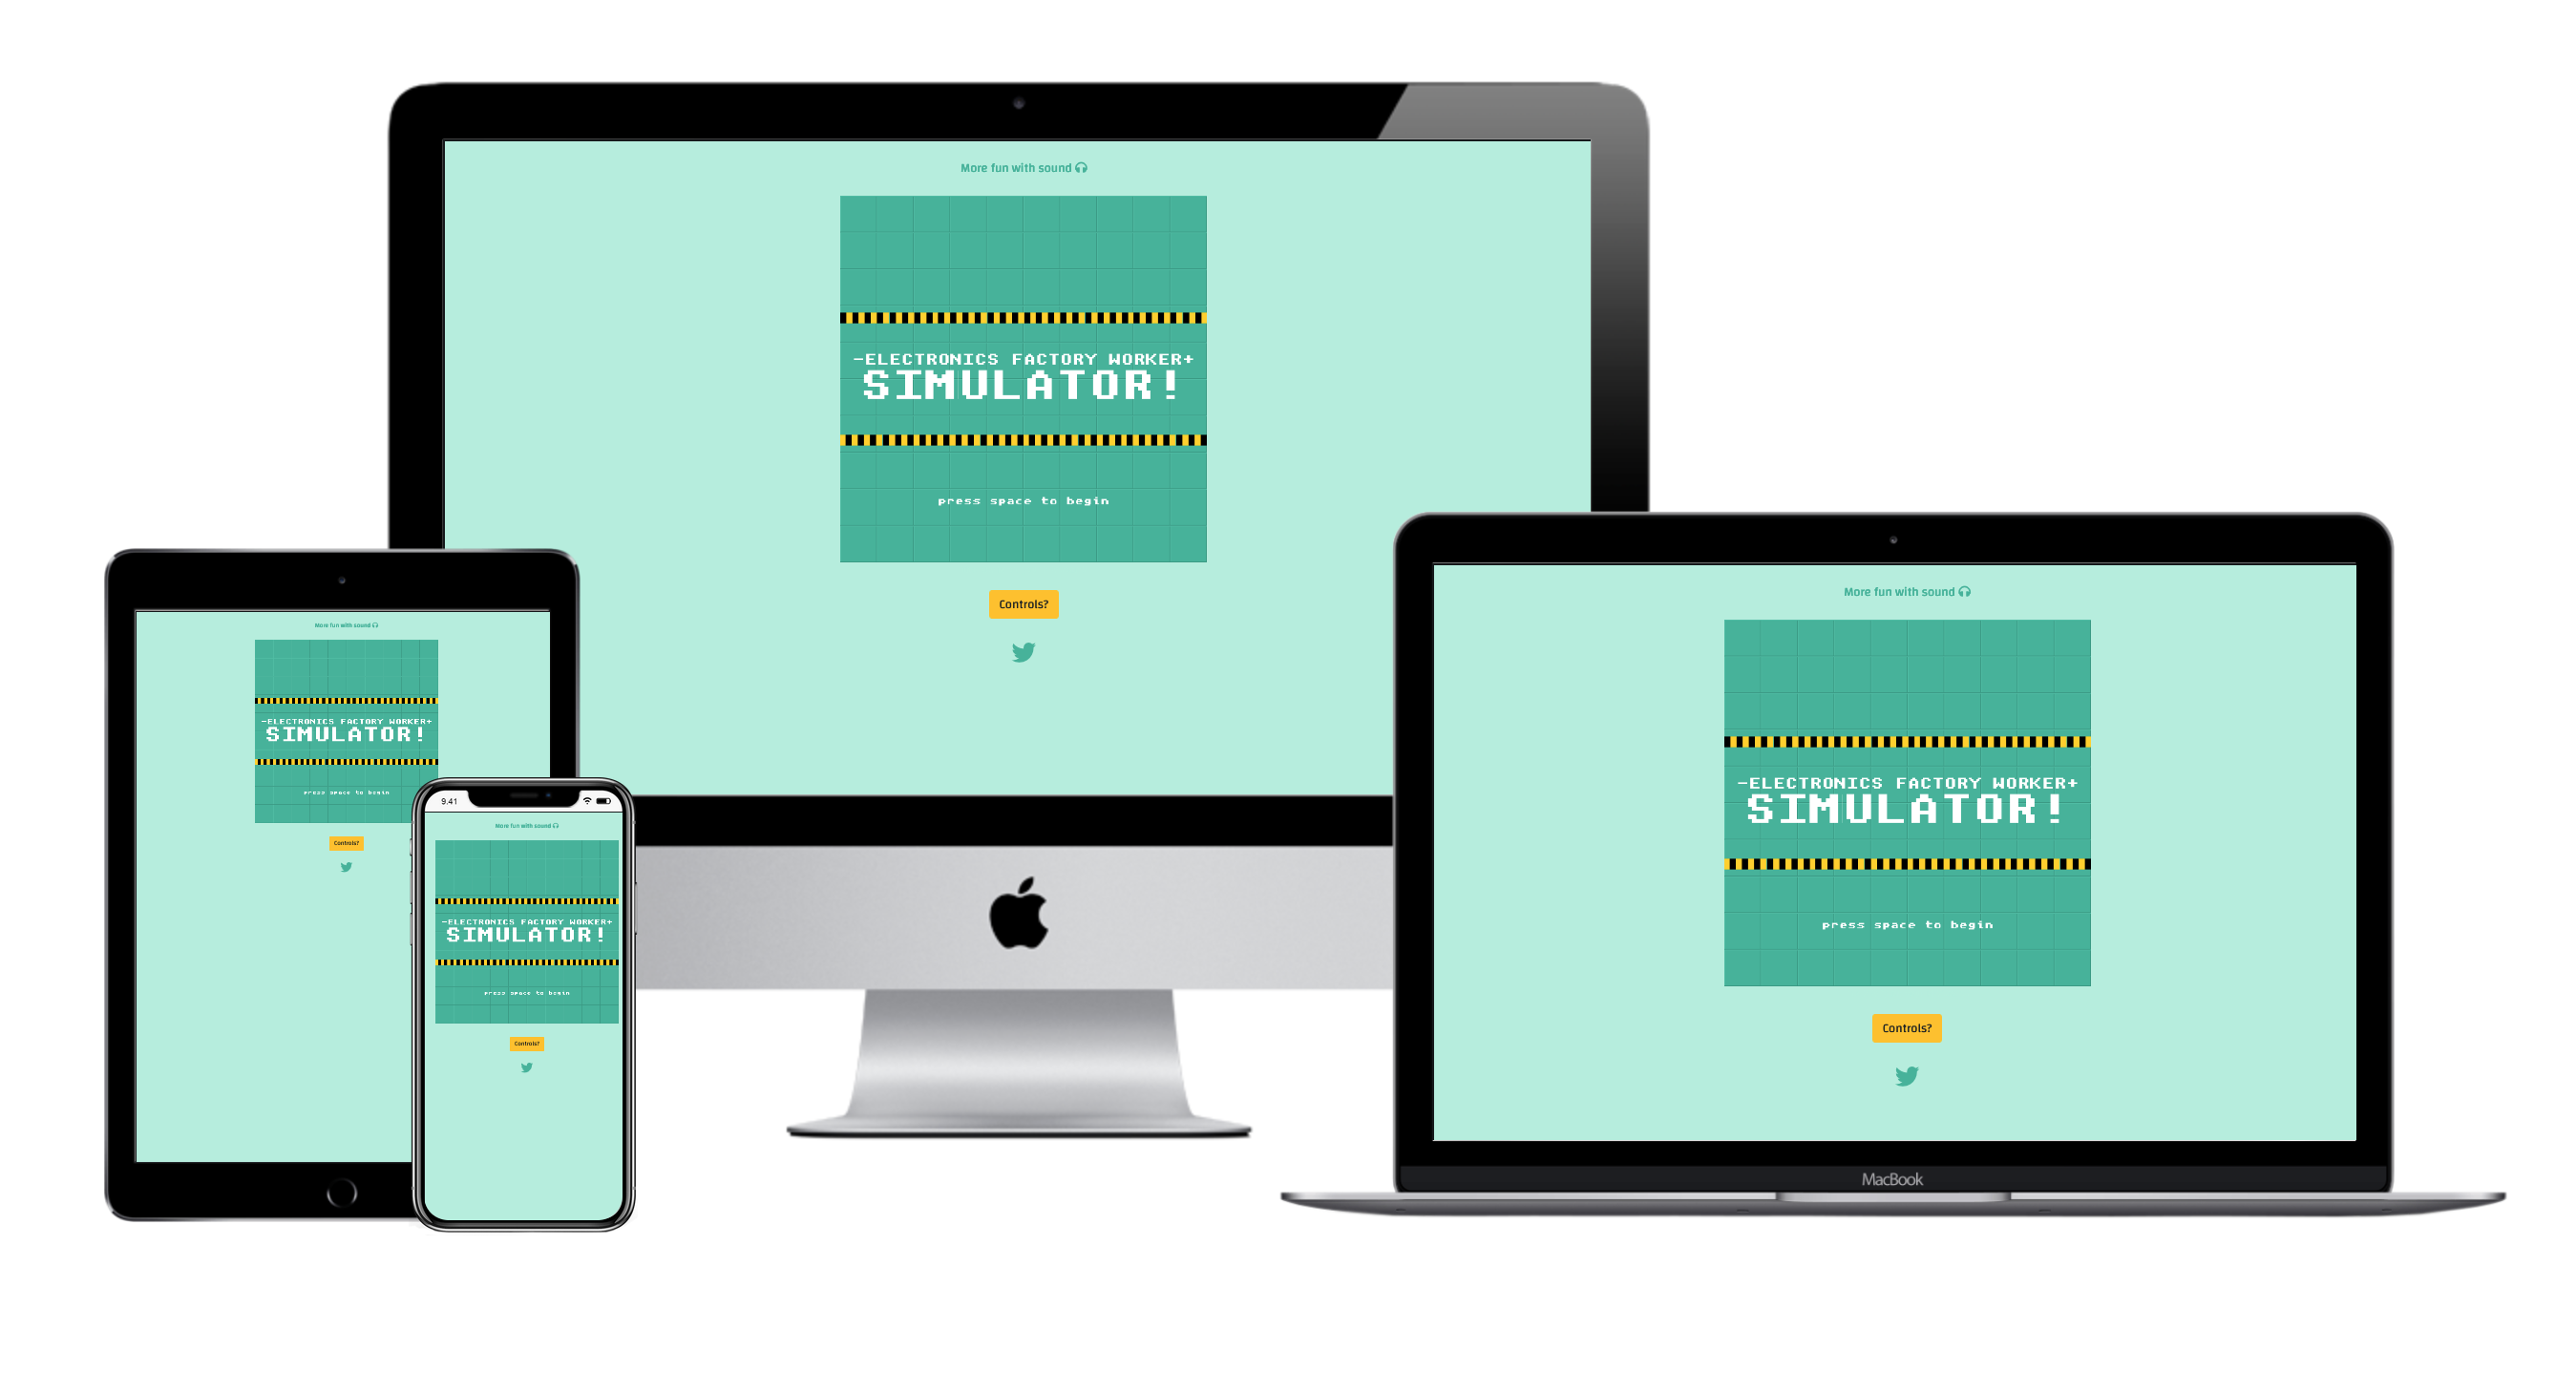 More fun with sound
-ELECTRONICS FACTORY WORKER+
SIMULATOR!
press space to begin
Controls?
More fun with sound
-ELECTRONICS FACTORY WORKER+
SIMULATOR!
press space to begin
Controls?
9.41
More fun with sound
-ELECTRONICS FACTORY WORKER+
SIMULATOR!
press space to begin
Controls?
More fun with sound
-ELECTRONICS FACTORY WORKER+
SIMULATOR!
press space to begin
Controls?
MacBook